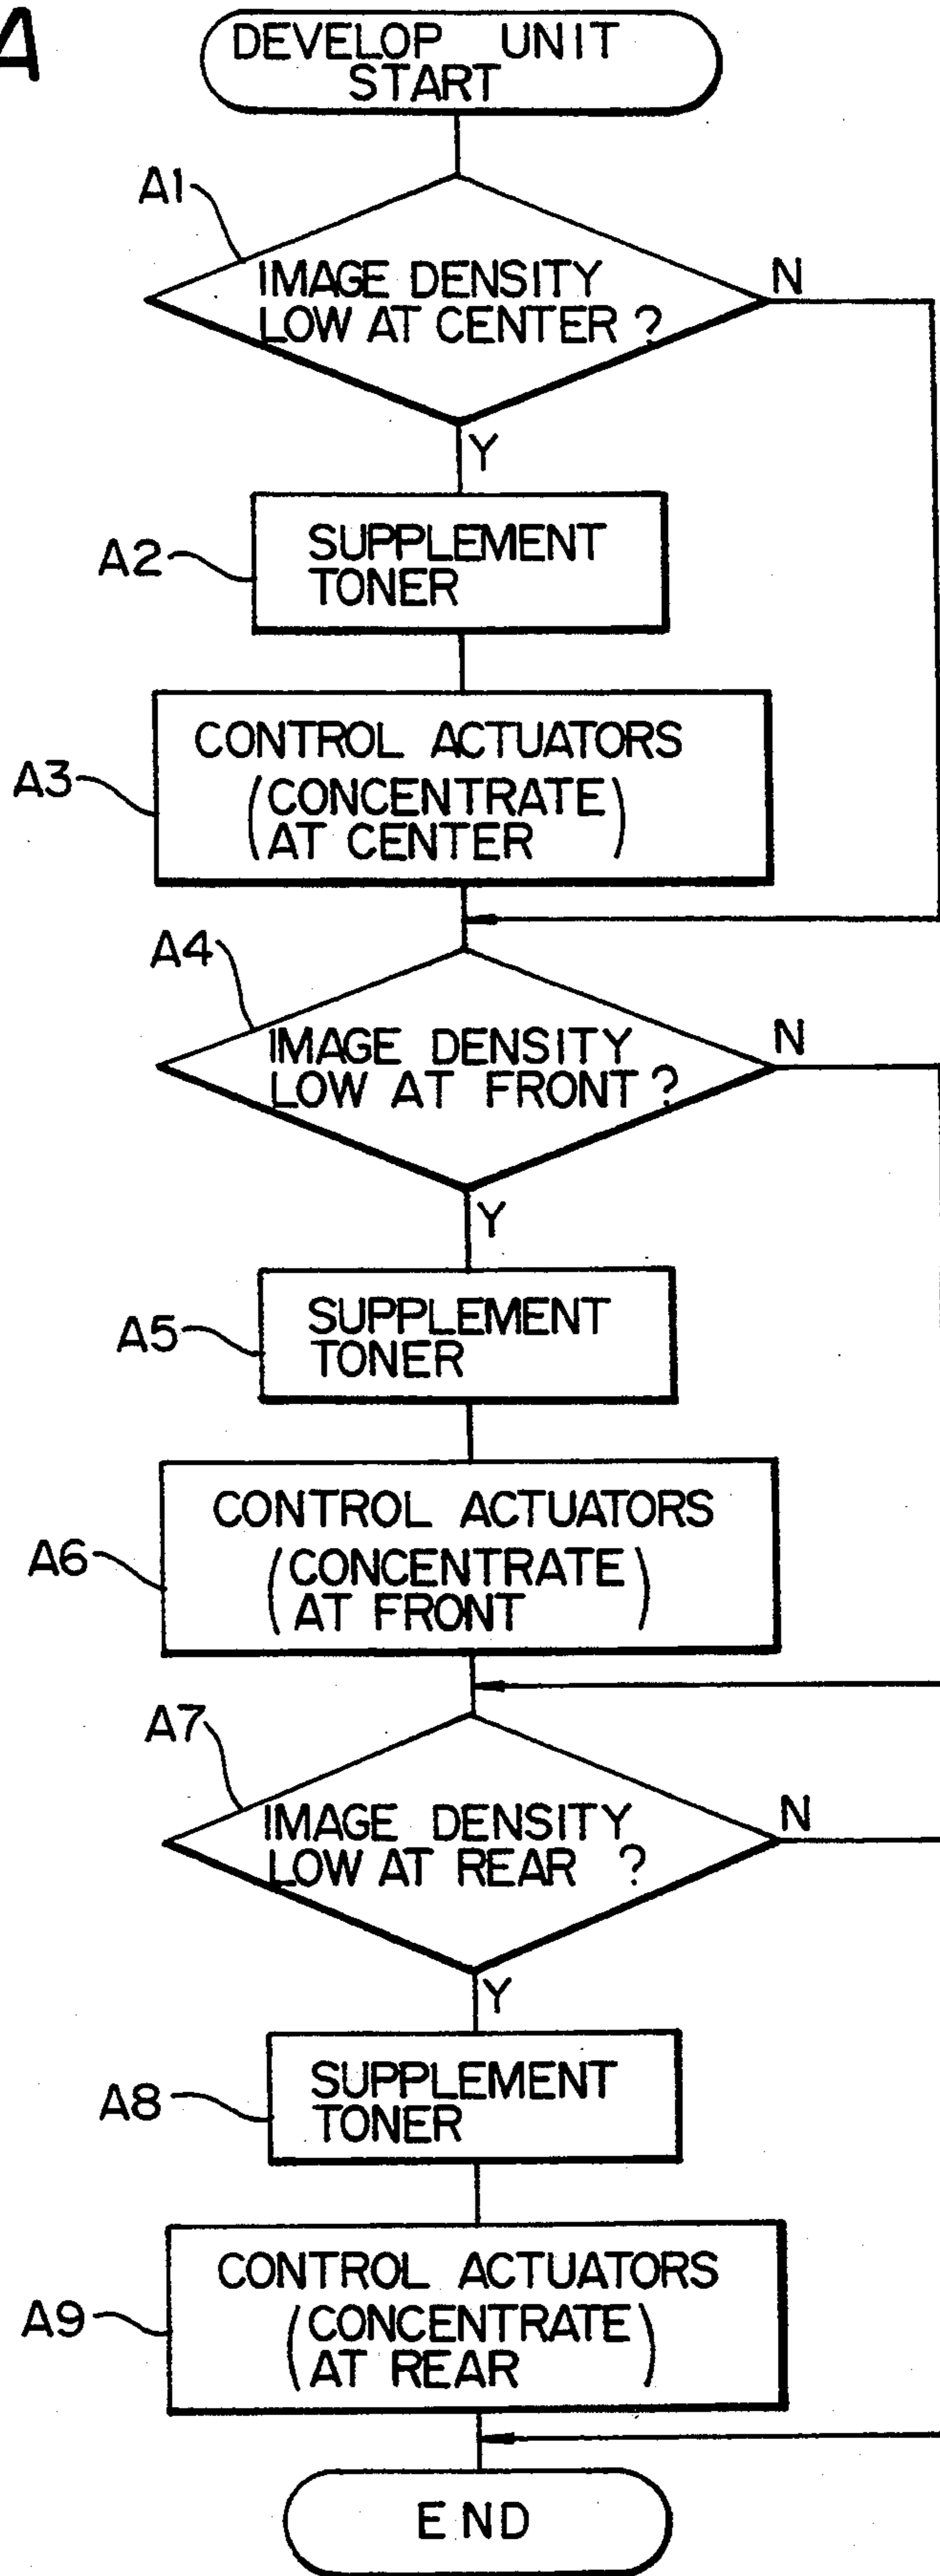 A
DEVELOP UNIT
START
A1
IMAGE DENSITY
LOW AT CENTER ?
N
Y
A2
SUPPLEMENT
TONER
A3
CONTROL ACTUATORS
(CONCENTRATE
AT CENTER)
A4
IMAGE DENSITY
LOW AT FRONT ?
N
Y
A5
SUPPLEMENT
TONER
A6
CONTROL ACTUATORS
(CONCENTRATE
AT FRONT)
A7
IMAGE DENSITY
LOW AT REAR ?
N
Y
A8
SUPPLEMENT
TONER
A9
CONTROL ACTUATORS
(CONCENTRATE
AT REAR)
END